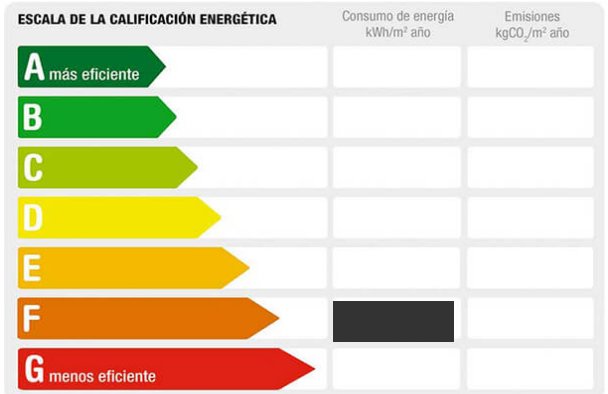 ESCALA DE LA CALIFICACIÓN ENERGÉTICA
Consumo de energía
kWh/m² año
Emisiones
kgCO₂/m² año
A más eficiente
B
C
D
E
F
G menos eficiente